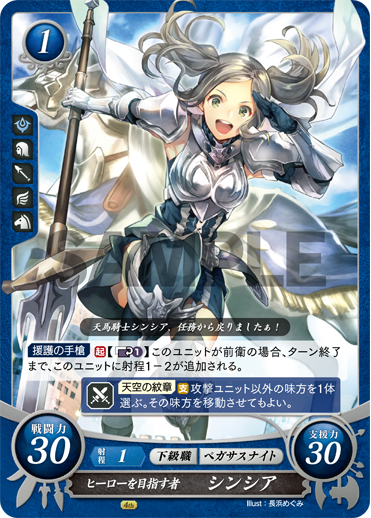 1
SAMPLE
天馬騎士シンシア、任務から戻りましたぁ!
援護の手槍 起【1】このユニットが前衛の場合、ターン終了
まで、このユニットに射程1-2が追加される。
天空の紋章 支 攻撃ユニット以外の味方を1体
選ぶ。その味方を移動させてもよい。
戦闘力
30
射程 1 下級職 ペガサスナイト
支援力
30
ヒーローを目指す者 シンシア
4th
Illust:長浜めぐみ